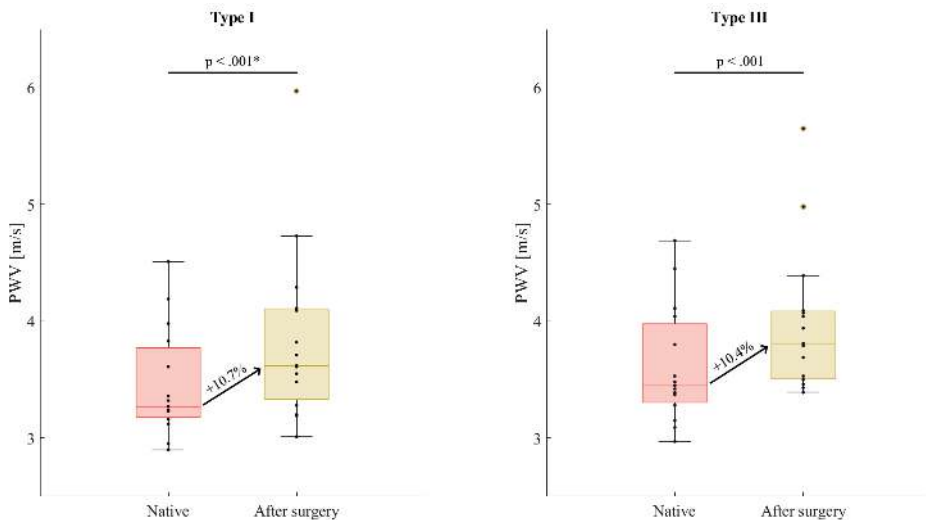 Type I
p < .001*
6
5
4
3
PWV [m/s]
+10.7%
Native
After surgery
Type III
p < .001
6
5
4
3
PWV [m/s]
+10.4%
Native
After surgery